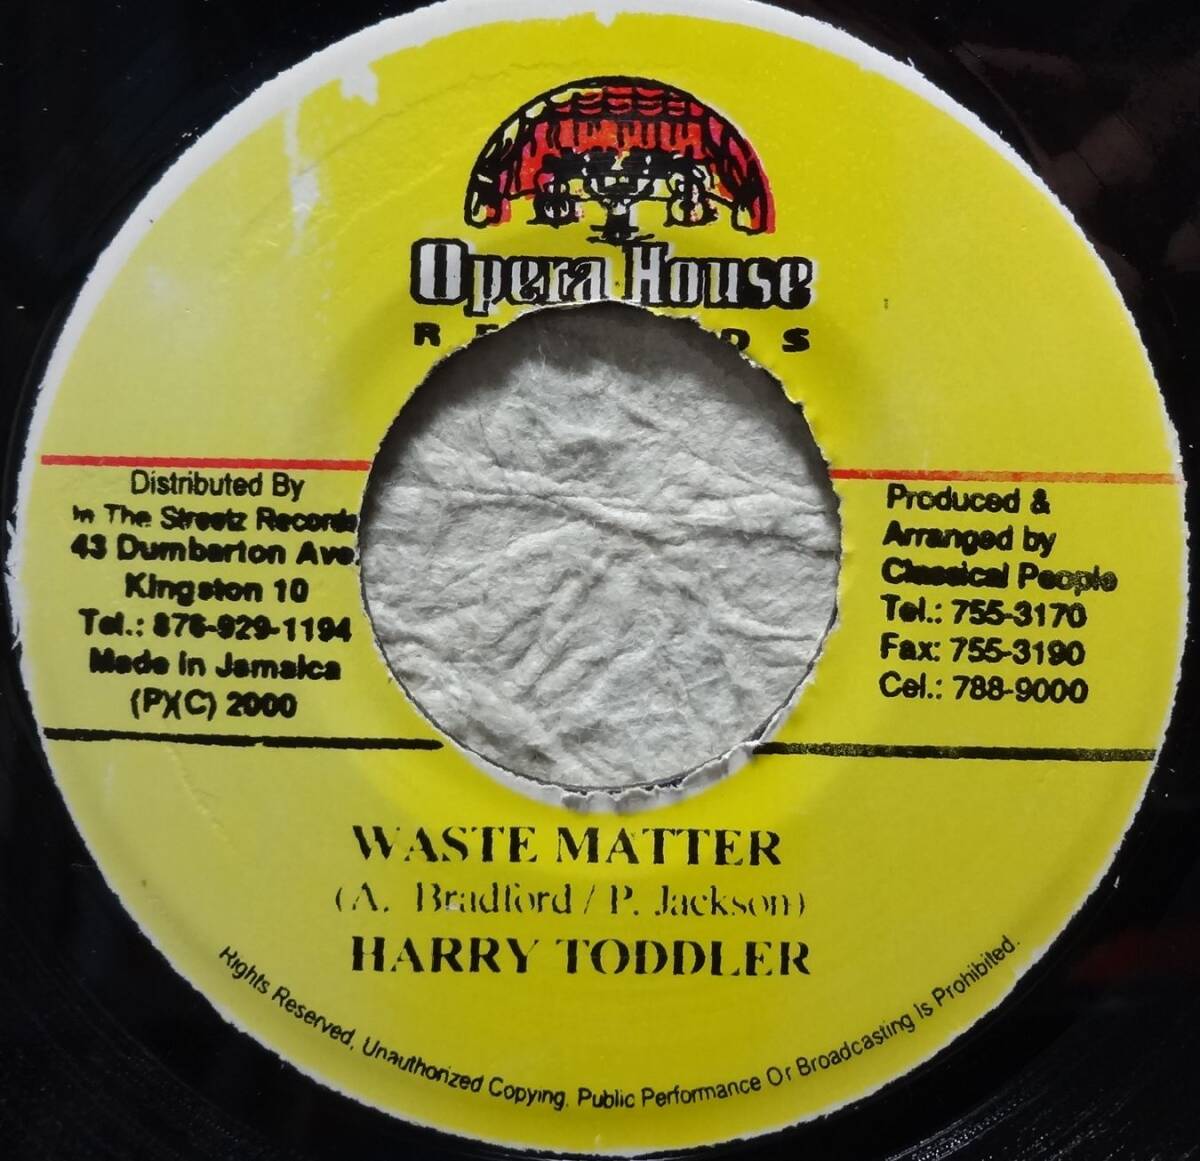 Opera House
Distributed By
In The Streetz Records
43 Dumbarton Ave.
Kingston 10
Tel.: 876-929-1194
Made in Jamaica
(P)(C) 2000
Produced &
Arranged by
Classical People
Tel.: 755-3170
Fax: 755-3190
Cel.: 788-9000
WASTE MATTER
(A. Bradford / P. Jackson)
HARRY TODDLER
Rights Reserved, Unauthorized Copying, Public Performance Or Broadcasting Is Prohibited.